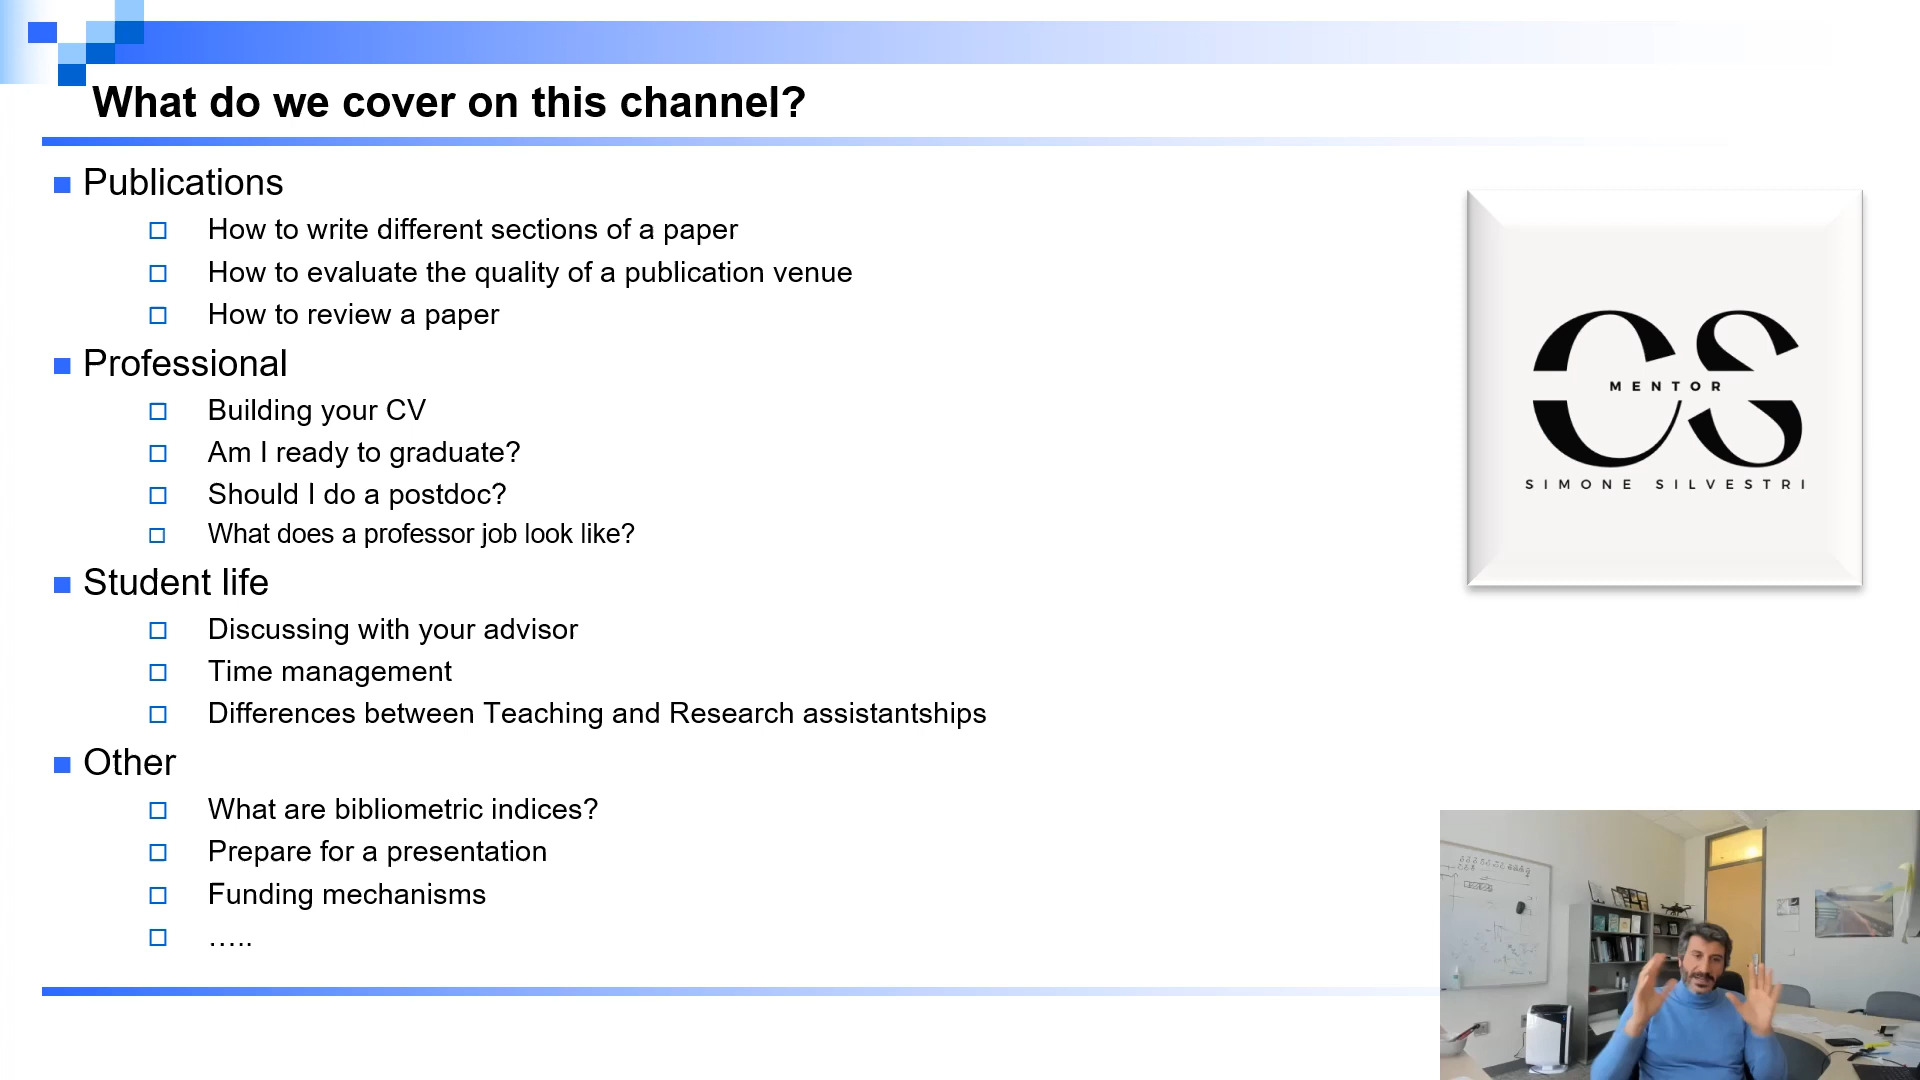 What do we cover on this channel?
Publications
How to write different sections of a paper
How to evaluate the quality of a publication venue
How to review a paper
Professional
Building your CV
Am I ready to graduate?
Should I do a postdoc?
What does a professor job look like?
Student life
Discussing with your advisor
Time management
Differences between Teaching and Research assistantships
Other
What are bibliometric indices?
Prepare for a presentation
Funding mechanisms
…..
CS
MENTOR
SIMONE SILVESTRI